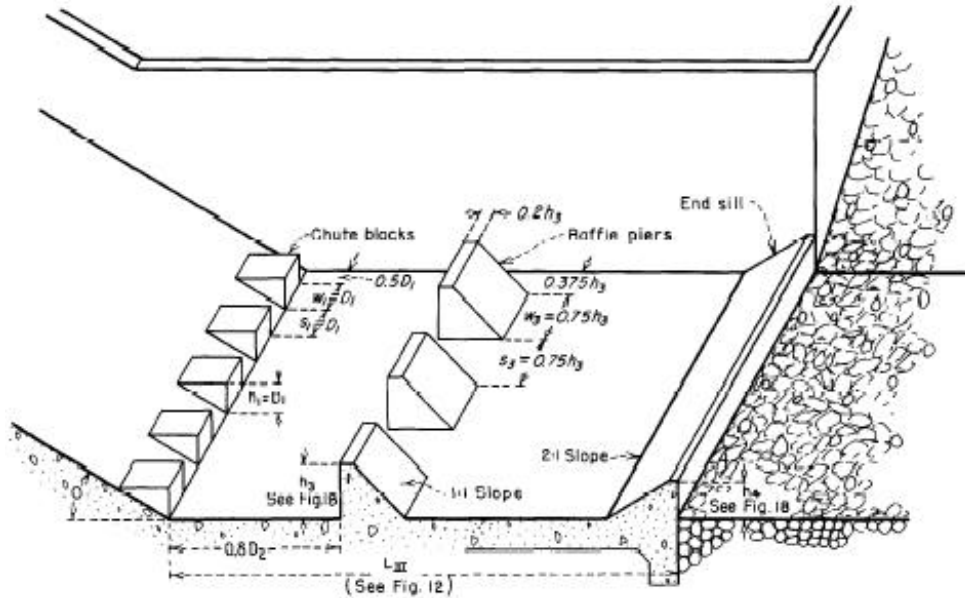 0.2h₃
End sill
Chute blocks
Baffle piers
0.5D₁
0.375h₃
w₁=D₁
w₃=0.75h₃
s₁=D₁
s₃=0.75h₃
h₁=D₁
2:1 Slope
h₃
See Fig.18
1:1 Slope
h₄
See Fig. 18
0.8D₂
L III
(See Fig. 12)